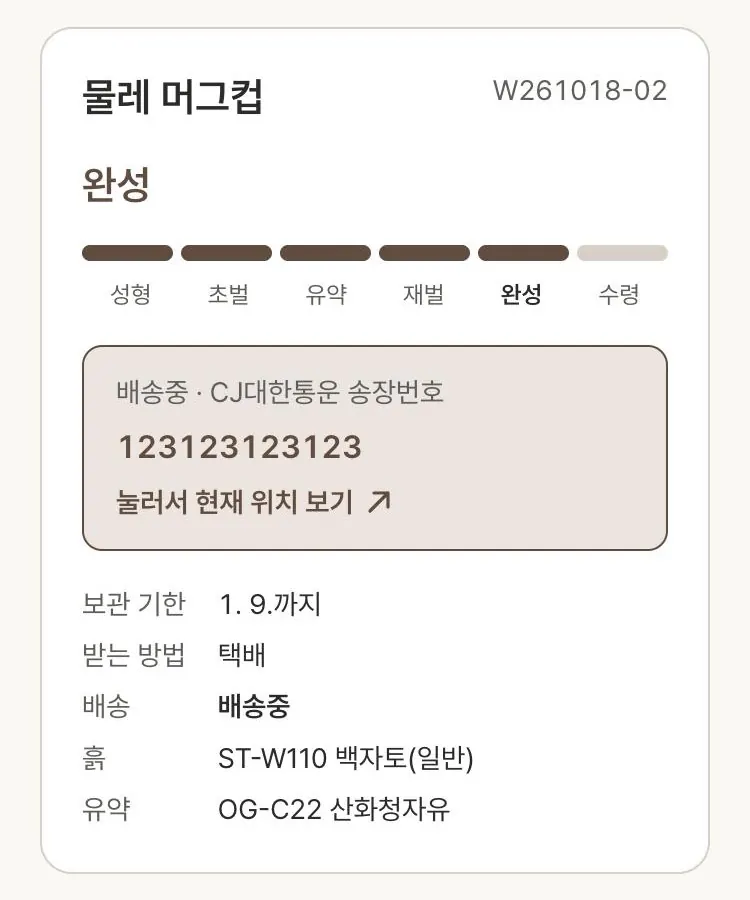 물레 머그컵
W261018-02
완성
성형 초벌 유약 재벌 완성 수령
배송중 · CJ대한통운 송장번호
123123123123
눌러서 현재 위치 보기 ↗
보관 기한 1. 9.까지
받는 방법 택배
배송 배송중
흙 ST-W110 백자토(일반)
유약 OG-C22 산화청자유